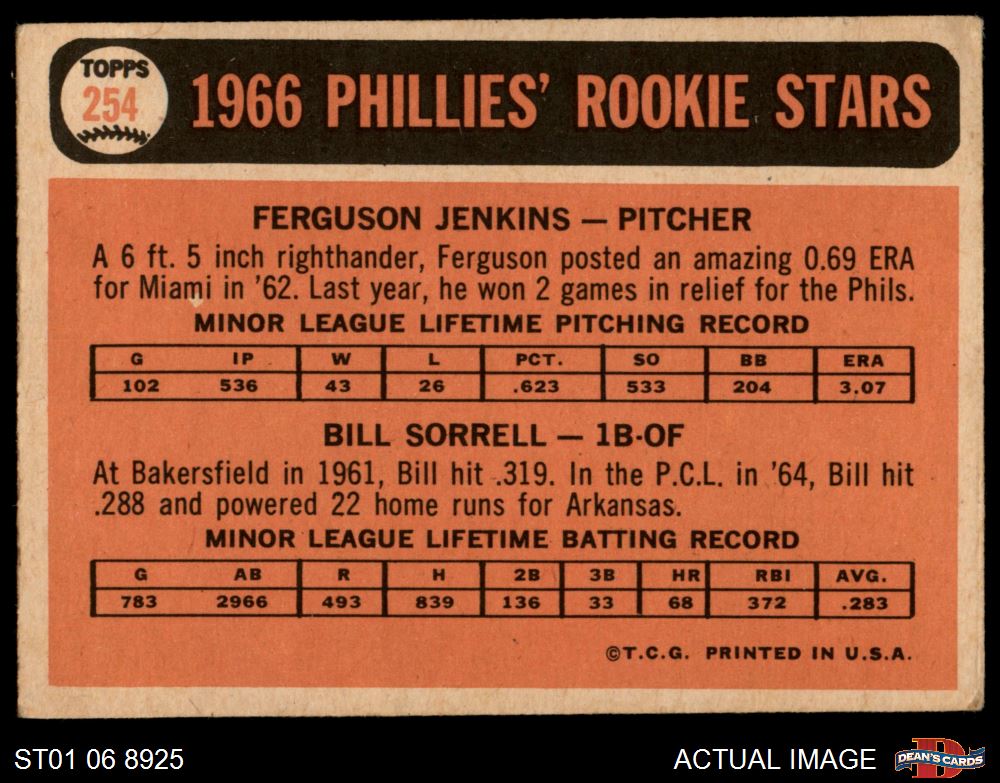 TOPPS
254
1966 PHILLIES' ROOKIE STARS
FERGUSON JENKINS — PITCHER
A 6 ft. 5 inch righthander, Ferguson posted an amazing 0.69 ERA
for Miami in '62. Last year, he won 2 games in relief for the Phils.
MINOR LEAGUE LIFETIME PITCHING RECORD
G IP W L PCT. SO BB ERA
102 536 43 26 .623 533 204 3.07
BILL SORRELL — 1B-OF
At Bakersfield in 1961, Bill hit .319. In the P.C.L. in '64, Bill hit
.288 and powered 22 home runs for Arkansas.
MINOR LEAGUE LIFETIME BATTING RECORD
G AB R H 2B 3B HR RBI AVG.
783 2966 493 839 136 33 68 372 .283
©T.C.G. PRINTED IN U.S.A.
ST01 06 8925
ACTUAL IMAGE
D
DEAN'S CARDS